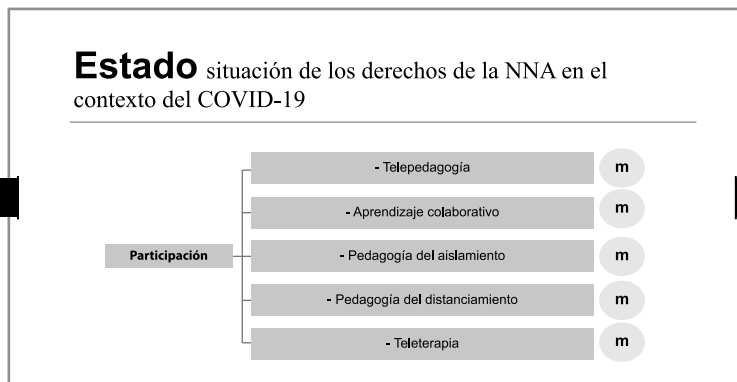 Estado situación de los derechos de la NNA en el
contexto del COVID-19
- Telepedagogía m
- Aprendizaje colaborativo m
Participación - Pedagogía del aislamiento m
- Pedagogía del distanciamiento m
- Teleterapia m